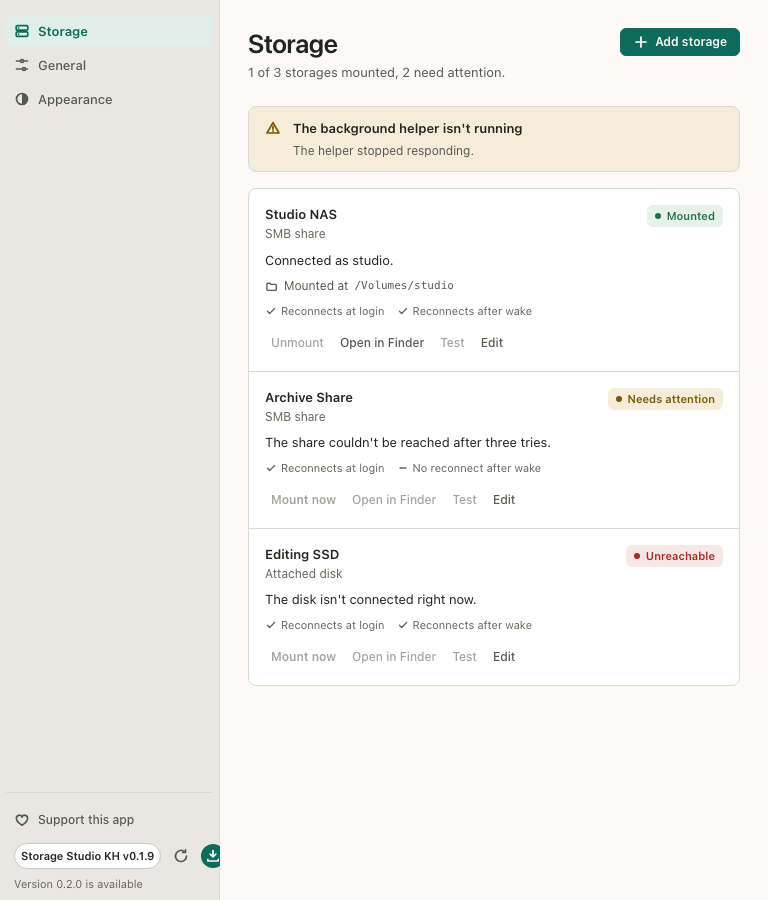 Storage
General
Appearance
Support this app
Storage Studio KH v0.1.9
Version 0.2.0 is available
Storage
Add storage
1 of 3 storages mounted, 2 need attention.
The background helper isn't running
The helper stopped responding.
Studio NAS
Mounted
SMB share
Connected as studio.
Mounted at /Volumes/studio
Reconnects at login Reconnects after wake
Unmount Open in Finder Test Edit
Archive Share
Needs attention
SMB share
The share couldn't be reached after three tries.
Reconnects at login No reconnect after wake
Mount now Open in Finder Test Edit
Editing SSD
Unreachable
Attached disk
The disk isn't connected right now.
Reconnects at login Reconnects after wake
Mount now Open in Finder Test Edit